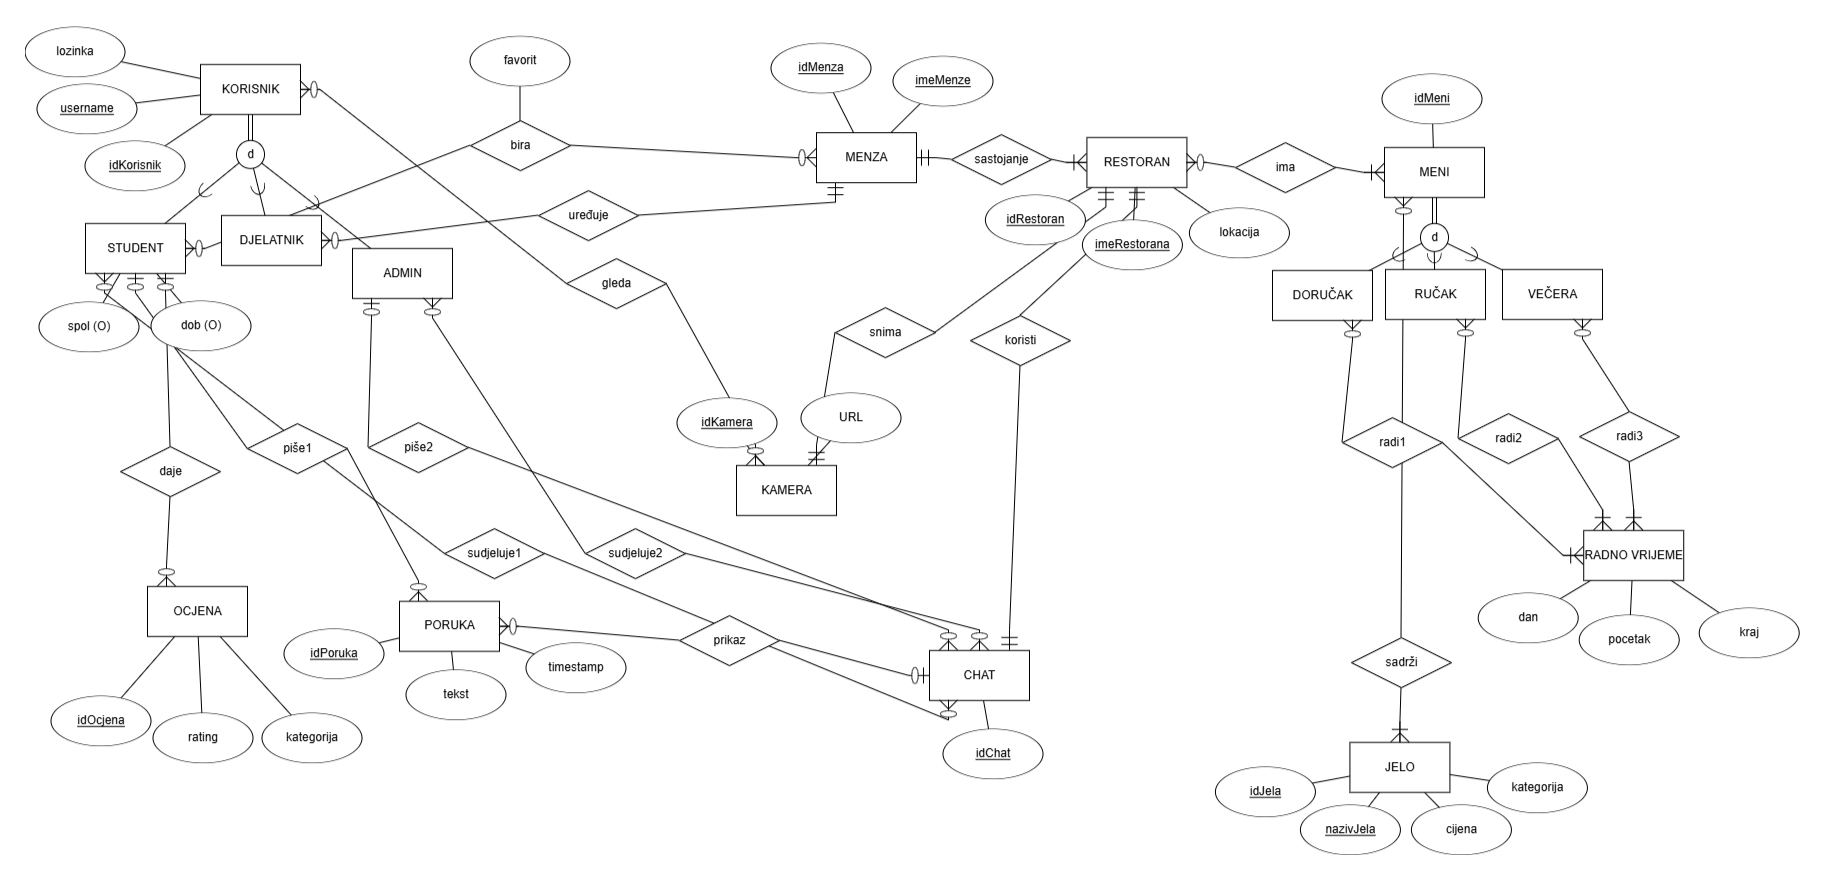 lozinka
favorit
idMenza
imeMenze
KORISNIK
username
idMeni
bira
d
MENZA
sastojanje
RESTORAN
ima
MENI
idKorisnik
uređuje
idRestoran
imeRestorana
lokacija
d
STUDENT
DJELATNIK
ADMIN
gleda
DORUČAK
RUČAK
VEČERA
spol (O)
dob (O)
snima
koristi
idKamera
URL
piše1
piše2
radi1
radi2
radi3
daje
KAMERA
sudjeluje1
sudjeluje2
RADNO VRIJEME
OCJENA
PORUKA
dan
pocetak
kraj
idPoruka
timestamp
prikaz
tekst
CHAT
sadrži
idOcjena
rating
kategorija
idChat
JELO
idJela
kategorija
nazivJela
cijena